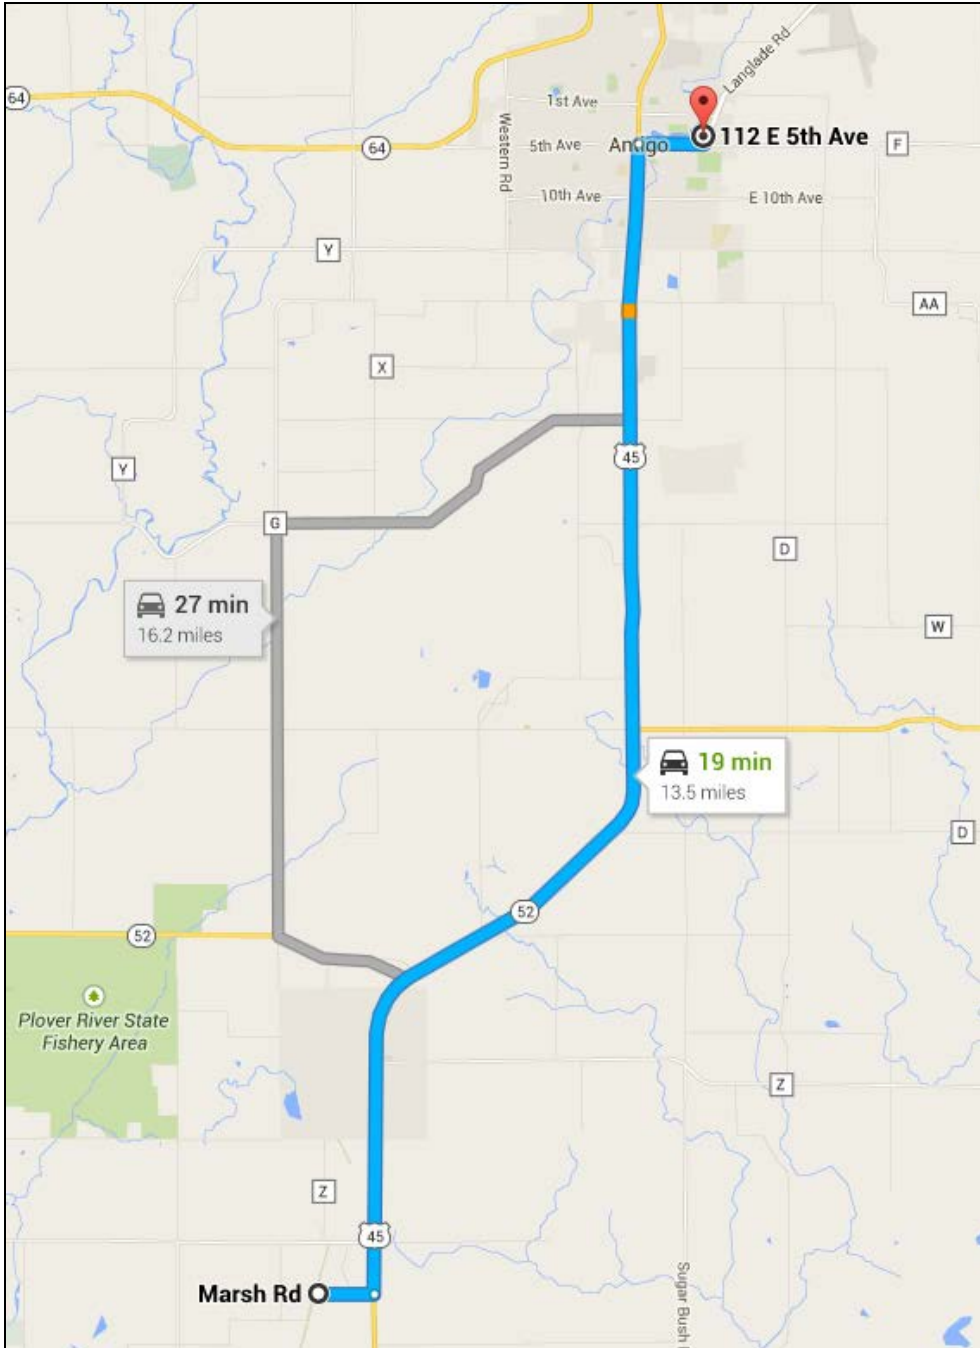 Langlade Rd
64
1st Ave
Western Rd
112 E 5th Ave
5th Ave
Antigo
F
64
10th Ave
E 10th Ave
Y
AA
X
45
Y
G
D
27 min
16.2 miles
W
19 min
13.5 miles
D
52
52
Plover River State
Fishery Area
Z
Z
45
Marsh Rd
Sugar Bush